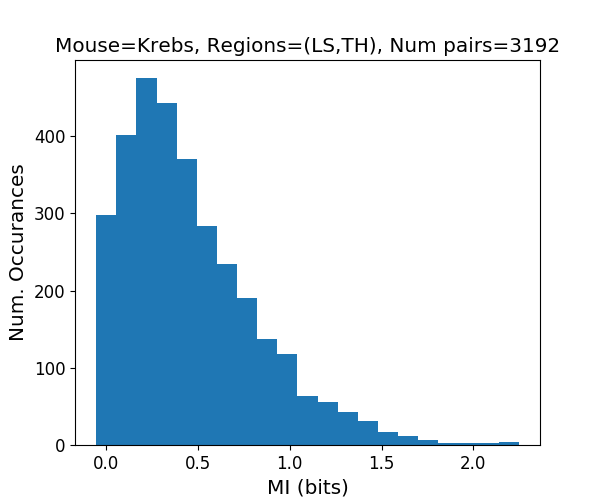 Mouse=Krebs, Regions=(LS,TH), Num pairs=3192
Num. Occurances
400
300
200
100
0
0.0 0.5 1.0 1.5 2.0
MI (bits)